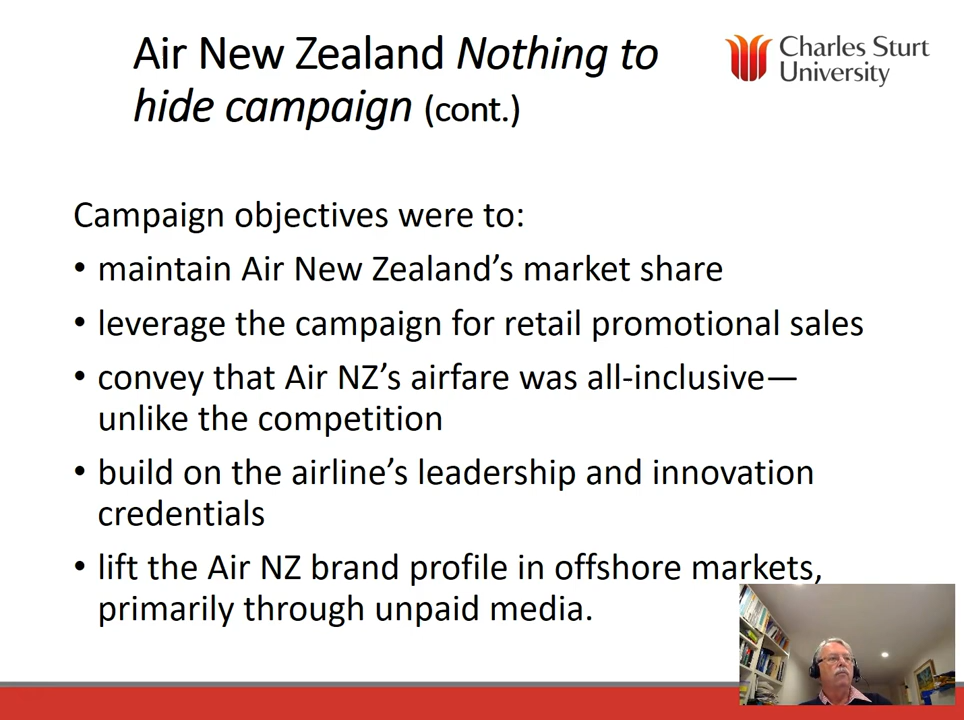 Air New Zealand Nothing to
hide campaign (cont.)
Charles Sturt
University
Campaign objectives were to:
• maintain Air New Zealand’s market share
• leverage the campaign for retail promotional sales
• convey that Air NZ’s airfare was all-inclusive—
unlike the competition
• build on the airline’s leadership and innovation
credentials
• lift the Air NZ brand profile in offshore markets,
primarily through unpaid media.